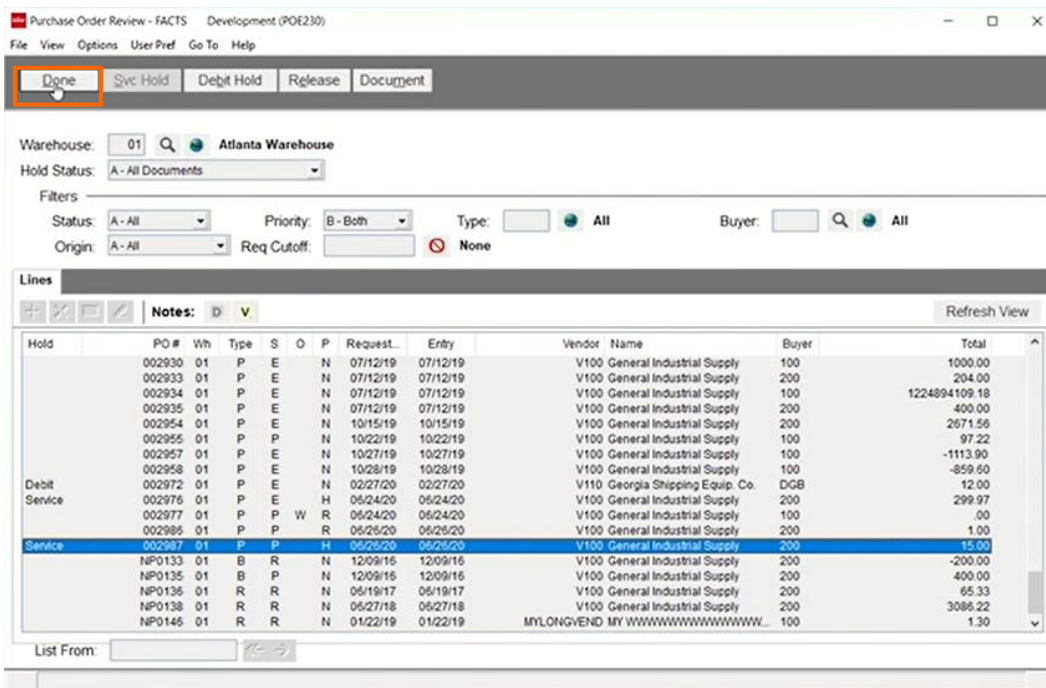 Purchase Order Review - FACTS Development (POE230)
File View Options User Pref Go To Help
Done Svc Hold Debit Hold Release Document
Warehouse: 01 Atlanta Warehouse
Hold Status: A - All Documents
Filters
Status: A - All Priority: B - Both Type: All Buyer: All
Origin: A - All Req Cutoff: None
Lines
Notes: D V Refresh View
Hold PO # Wh Type S O P Request... Entry Vendor Name Buyer Total
002930 01 P E N 07/12/19 07/12/19 V100 General Industrial Supply 100 1000.00
002933 01 P E N 07/12/19 07/12/19 V100 General Industrial Supply 200 204.00
002934 01 P E N 07/12/19 07/12/19 V100 General Industrial Supply 100 1224894109.18
002935 01 P E N 07/12/19 07/12/19 V100 General Industrial Supply 200 400.00
002954 01 P E N 10/15/19 10/15/19 V100 General Industrial Supply 200 2671.56
002955 01 P P N 10/22/19 10/22/19 V100 General Industrial Supply 100 97.22
002957 01 P E N 10/27/19 10/27/19 V100 General Industrial Supply 100 -1113.90
002958 01 P E N 10/28/19 10/28/19 V100 General Industrial Supply 100 -859.60
Debit 002972 01 P E N 02/27/20 02/27/20 V110 Georgia Shipping Equip. Co. DGB 12.00
Service 002976 01 P E H 06/24/20 06/24/20 V100 General Industrial Supply 200 299.97
002977 01 P P W R 06/24/20 06/24/20 V100 General Industrial Supply 100 .00
002986 01 P P R 06/26/20 06/26/20 V100 General Industrial Supply 200 1.00
Service 002987 01 P P H 06/26/20 06/26/20 V100 General Industrial Supply 200 15.00
NP0133 01 B R N 12/09/16 12/09/16 V100 General Industrial Supply 200 -200.00
NP0135 01 B P N 12/09/16 12/09/16 V100 General Industrial Supply 200 400.00
NP0136 01 R R N 06/19/17 06/19/17 V100 General Industrial Supply 200 65.33
NP0138 01 R R N 06/27/18 06/27/18 V100 General Industrial Supply 200 3086.22
NP0146 01 R R N 01/22/19 01/22/19 MYLONGVEND MY WWWWWWWWWWWWWW... 100 1.30
List From: